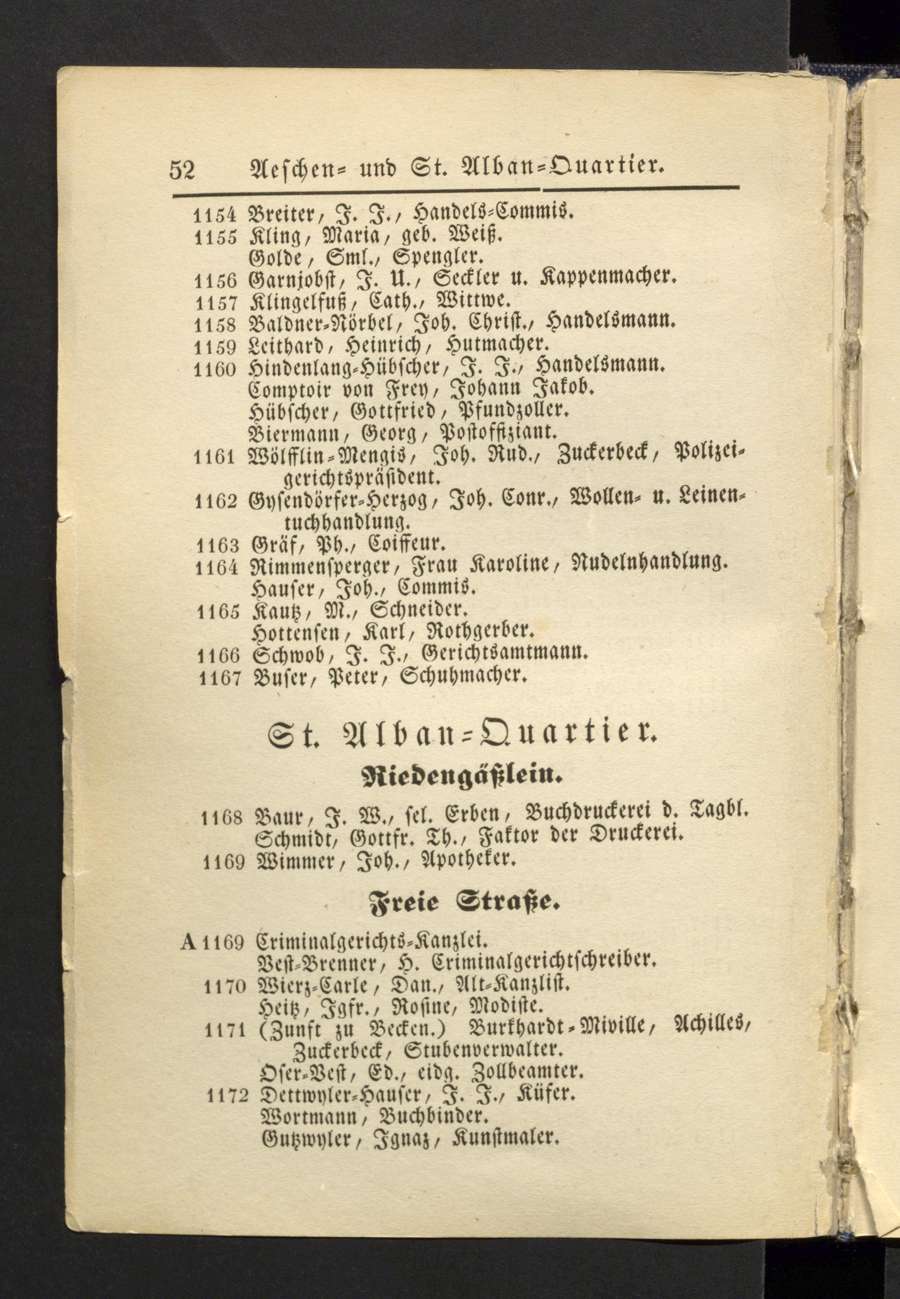 52 Aeschen- und St. Alban-Quartier.
1154 Breiter, J. J., Handels-Commis.
1155 Kling, Maria, geb. Weiß.
Golde, Sml., Spengler.
1156 Garnjobst, J. U., Seckler u. Kappenmacher.
1157 Klingelfuß, Cath., Wittwe.
1158 Baldner-Nörbel, Joh. Christ., Handelsmann.
1159 Leithard, Heinrich, Hutmacher.
1160 Hindenlang-Hübscher, J. J., Handelsmann.
Comptoir von Frey, Johann Jakob.
Hübscher, Gottfried, Pfundzoller.
Biermann, Georg, Postoffiziant.
1161 Wölfflin-Mengis, Joh. Rud., Zuckerbeck, Polizei-
gerichtspräsident.
1162 Gysendörfer-Herzog, Joh. Conr., Wollen- u. Leinen-
tuchhandlung.
1163 Gräf, Ph., Coiffeur.
1164 Rimmensperger, Frau Karoline, Nudelnhandlung.
Hauser, Joh., Commis.
1165 Kautz, M., Schneider.
Hottensen, Karl, Rothgerber.
1166 Schwob, J. J., Gerichtsamtmann.
1167 Buser, Peter, Schuhmacher.
St. Alban-Quartier.
Riedengäßlein.
1168 Baur, J. W., sel. Erben, Buchdruckerei d. Tagbl.
Schmidt, Gottfr. Th., Faktor der Druckerei.
1169 Wimmer, Joh., Apotheker.
Freie Straße.
A 1169 Criminalgerichts-Kanzlei.
Vest-Brenner, H. Criminalgerichtschreiber.
1170 Wierz-Carle, Dan., Alt-Kanzlist.
Heitz, Jgfr., Rosine, Modiste.
1171 (Zunft zu Becken.) Burkhardt-Miville, Achilles,
Zuckerbeck, Stubenverwalter.
Oser-Vest, Ed., eidg. Zollbeamter.
1172 Dettwyler-Hauser, J. J., Küfer.
Wortmann, Buchbinder.
Gutzwyler, Ignaz, Kunstmaler.